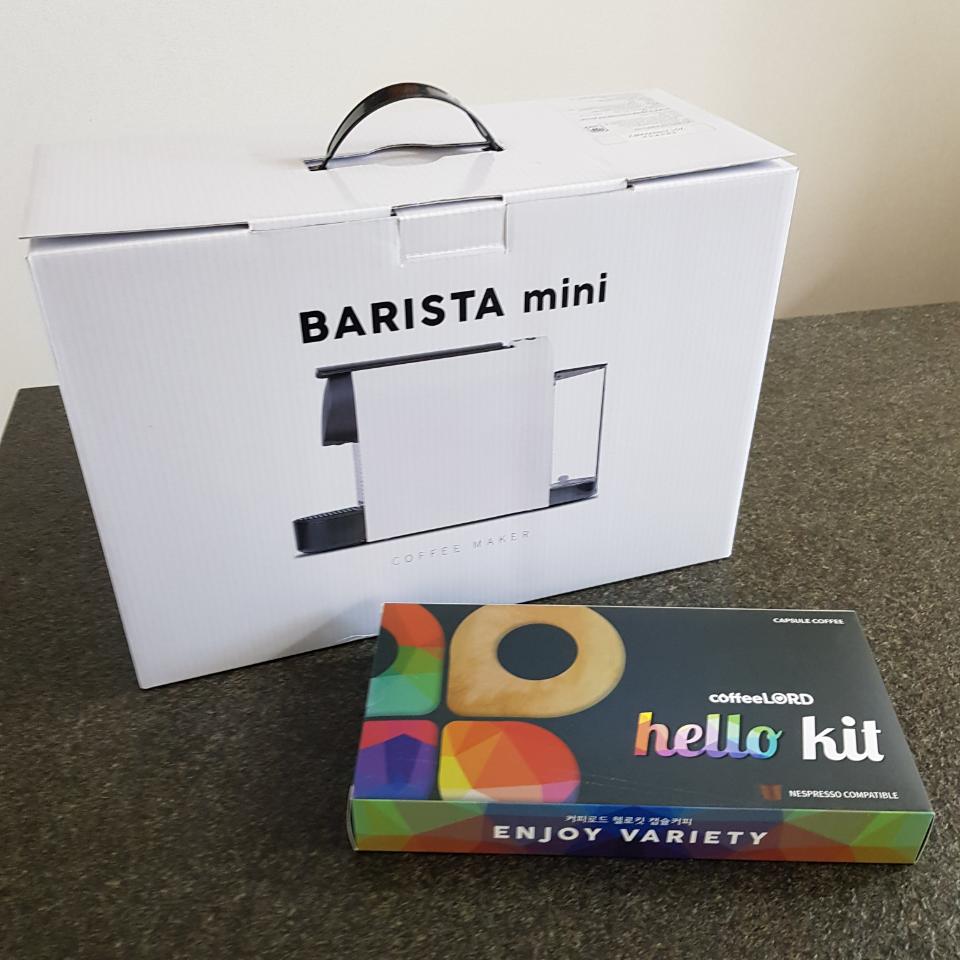 BARISTA mini
COFFEE MAKER
CAPSULE COFFEE
coffeeLORD
hello kit
NESPRESSO COMPATIBLE
커피로드 헬로킷 캡슐커피
ENJOY VARIETY